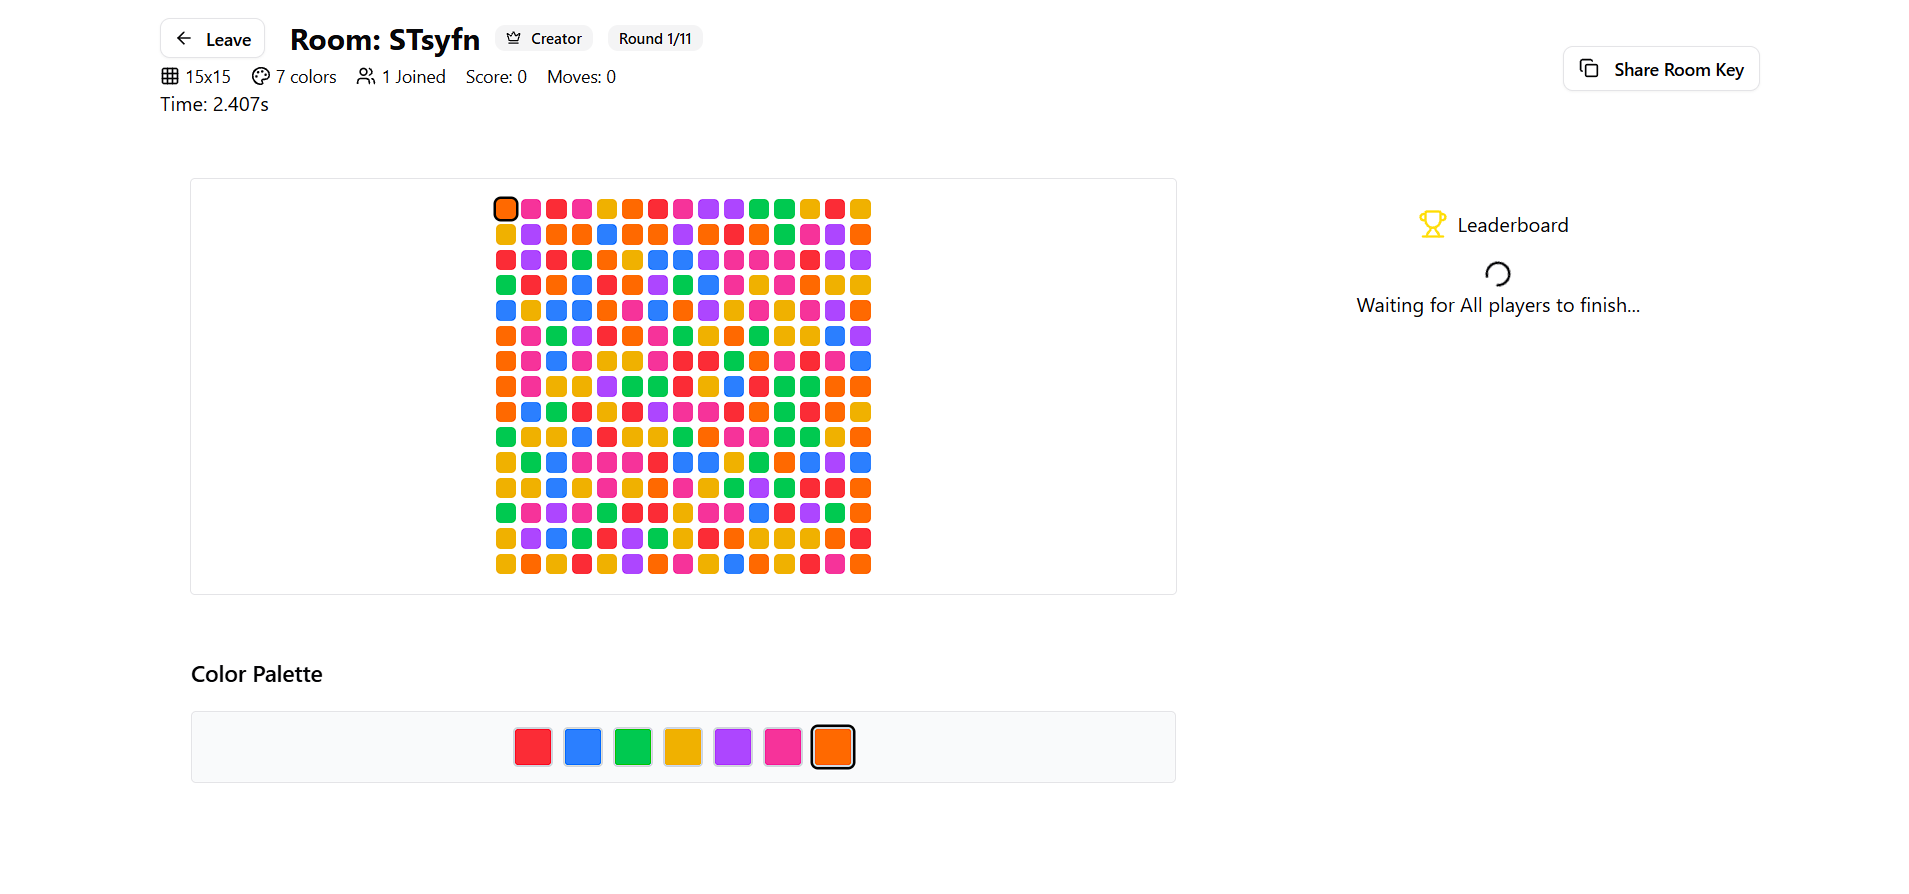 Leave
Room: STsyfn
Creator
Round 1/11
15x15
7 colors
1 Joined
Score: 0
Moves: 0
Time: 2.407s
Share Room Key
Leaderboard
Waiting for All players to finish...
Color Palette